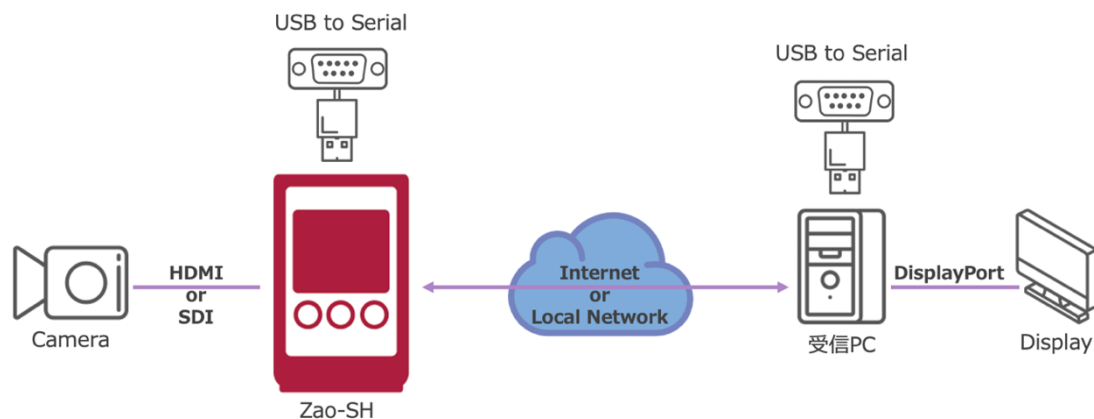 USB to Serial
USB to Serial
HDMI
or
SDI
Internet
or
Local Network
DisplayPort
Camera
Zao-SH
受信PC
Display